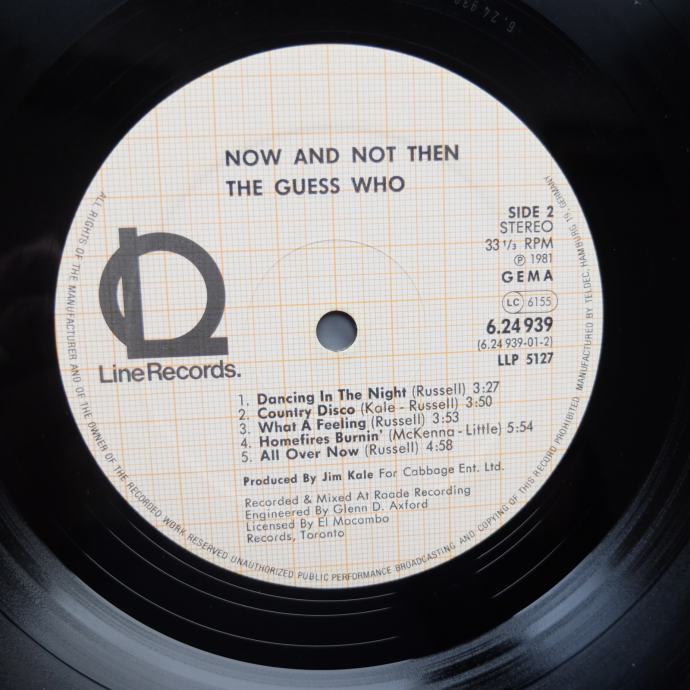 NOW AND NOT THEN
THE GUESS WHO
SIDE 2
STEREO
33 1/3 RPM
℗ 1981
GEMA
LC 6155
6.24 939
(6.24 939-01-2)
LLP 5127
Line Records.
1. Dancing In The Night (Russell) 3:27
2. Country Disco (Kale - Russell) 3:50
3. What A Feeling (Russell) 3:53
4. Homefires Burnin' (McKenna - Little) 5:54
5. All Over Now (Russell) 4:58
Produced By Jim Kale For Cabbage Ent. Ltd.
Recorded & Mixed At Roade Recording
Engineered By Glenn D. Axford
Licensed By El Mocambo
Records, Toronto
ALL RIGHTS OF THE MANUFACTURER AND OF THE OWNER OF THE RECORDED WORK RESERVED UNAUTHORIZED PUBLIC PERFORMANCE BROADCASTING AND COPYING OF THIS RECORD PROHIBITED. MANUFACTURED BY TELDEC, HAMBURG 19, GERMANY